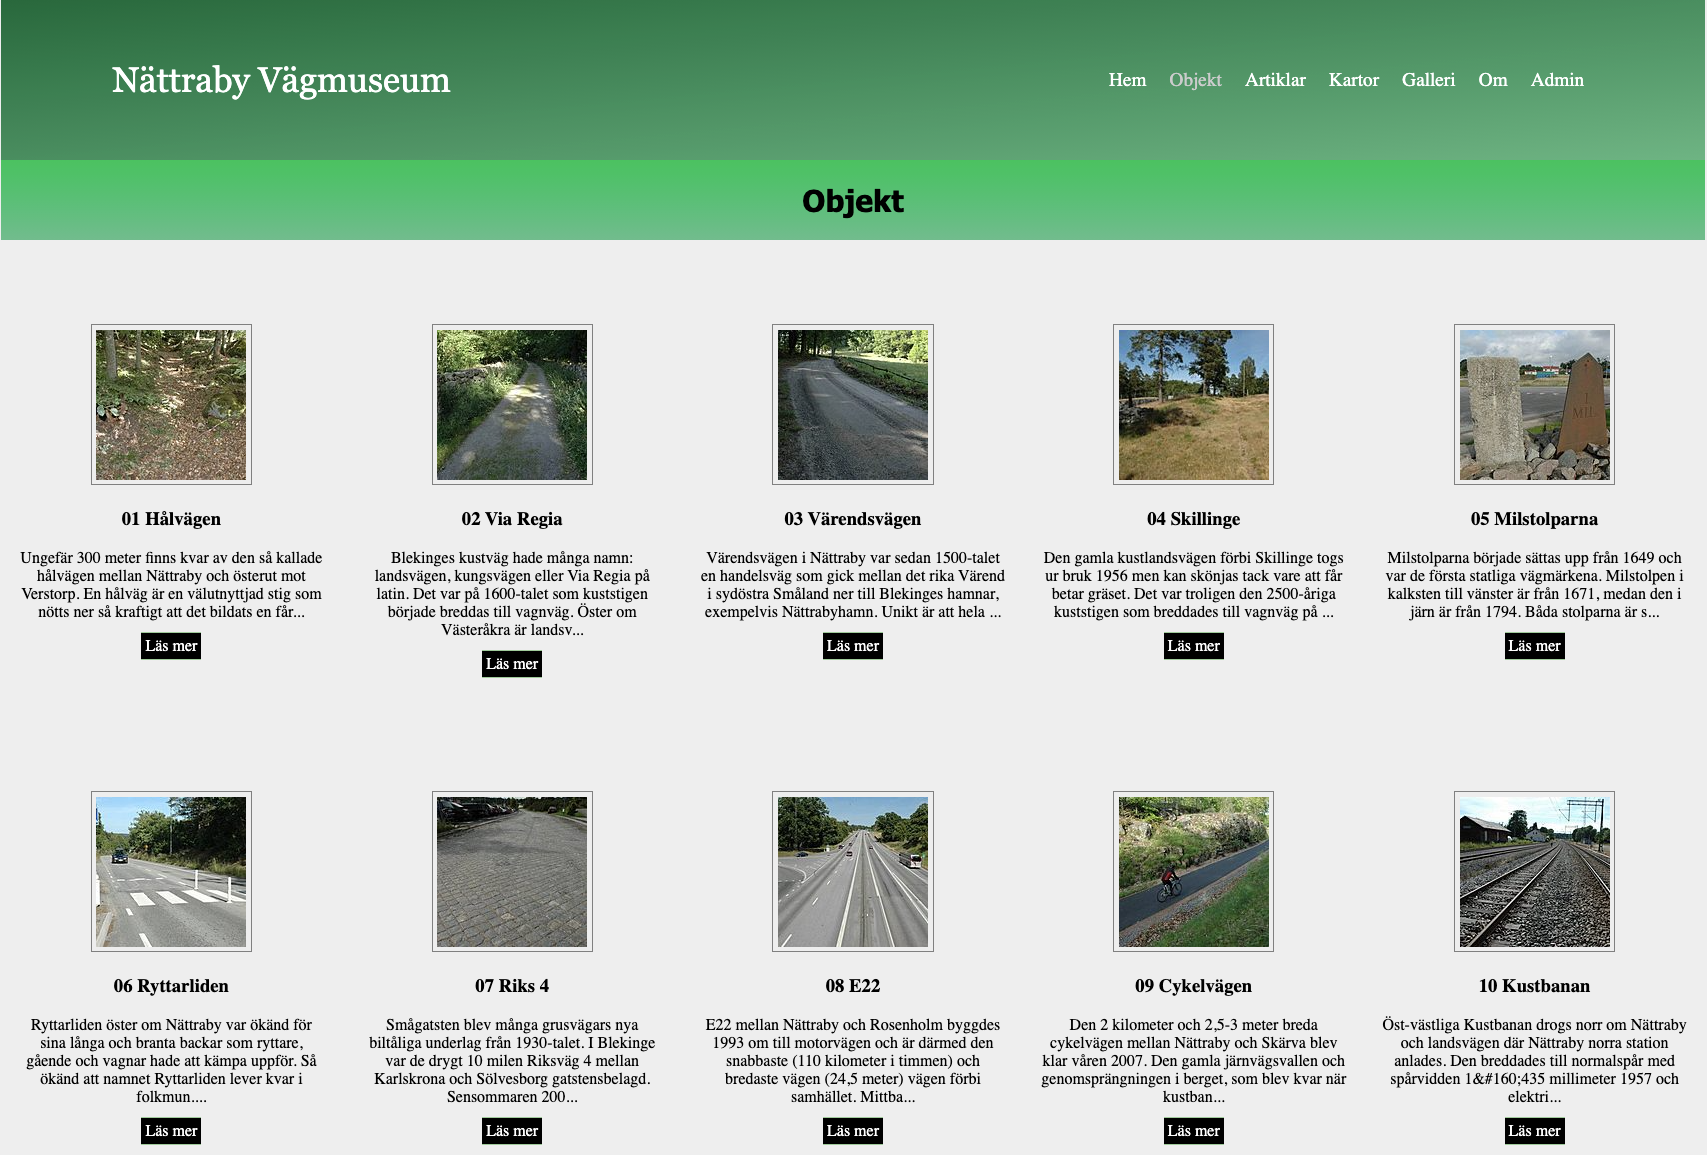 Nättraby Vägmuseum
Hem Objekt Artiklar Kartor Galleri Om Admin
Objekt
01 Hålvägen
Ungefär 300 meter finns kvar av den så kallade
hålvägen mellan Nättraby och österut mot
Verstorp. En hålväg är en välutnyttjad stig som
nötts ner så kraftigt att det bildats en får...
Läs mer
02 Via Regia
Blekinges kustväg hade många namn:
landsvägen, kungsvägen eller Via Regia på
latin. Det var på 1600-talet som kuststigen
började breddas till vagnväg. Öster om
Västeråkra är landsv...
Läs mer
03 Värendsvägen
Värendsvägen i Nättraby var sedan 1500-talet
en handelsväg som gick mellan det rika Värend
i sydöstra Småland ner till Blekinges hamnar,
exempelvis Nättrabyhamn. Unikt är att hela ...
Läs mer
04 Skillinge
Den gamla kustlandsvägen förbi Skillinge togs
ur bruk 1956 men kan skönjas tack vare att får
betar gräset. Det var troligen den 2500-åriga
kuststigen som breddades till vagnväg på ...
Läs mer
05 Milstolparna
Milstolparna började sättas upp från 1649 och
var de första statliga vägmärkena. Milstolpen i
kalksten till vänster är från 1671, medan den i
järn är från 1794. Båda stolparna är s...
Läs mer
06 Ryttarliden
Ryttarliden öster om Nättraby var ökänd för
sina långa och branta backar som ryttare,
gående och vagnar hade att kämpa uppför. Så
ökänd att namnet Ryttarliden lever kvar i
folkmun....
Läs mer
07 Riks 4
Smågatsten blev många grusvägars nya
biltåliga underlag från 1930-talet. I Blekinge
var de drygt 10 milen Riksväg 4 mellan
Karlskrona och Sölvesborg gatstensbelagd.
Sensommaren 200...
Läs mer
08 E22
E22 mellan Nättraby och Rosenholm byggdes
1993 om till motorvägen och är därmed den
snabbaste (110 kilometer i timmen) och
bredaste vägen (24,5 meter) vägen förbi
samhället. Mittba...
Läs mer
09 Cykelvägen
Den 2 kilometer och 2,5-3 meter breda
cykelvägen mellan Nättraby och Skärva blev
klar våren 2007. Den gamla järnvägsvallen och
genomsprängningen i berget, som blev kvar när
kustban...
Läs mer
10 Kustbanan
Öst-västliga Kustbanan drogs norr om Nättraby
och landsvägen där Nättraby norra station
anlades. Den breddades till normalspår med
spårvidden 1&#160;435 millimeter 1957 och
elektri...
Läs mer